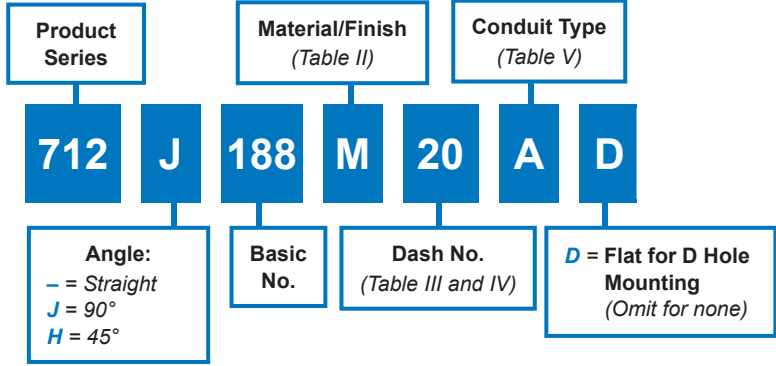 Product
Series
Material/Finish
(Table II)
Conduit Type
(Table V)
712 J 188 M 20 A D
Angle:
– = Straight
J = 90°
H = 45°
Basic
No.
Dash No.
(Table III and IV)
D = Flat for D Hole
Mounting
(Omit for none)